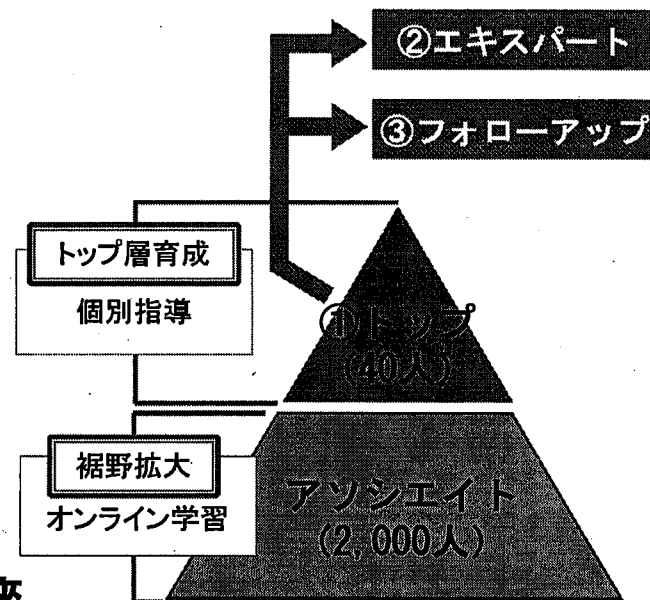 ②エキスパート
③フォローアップ
トップ層育成
個別指導
①トップ
(40人)
裾野拡大
オンライン学習
アソシエイト
(2,000人)